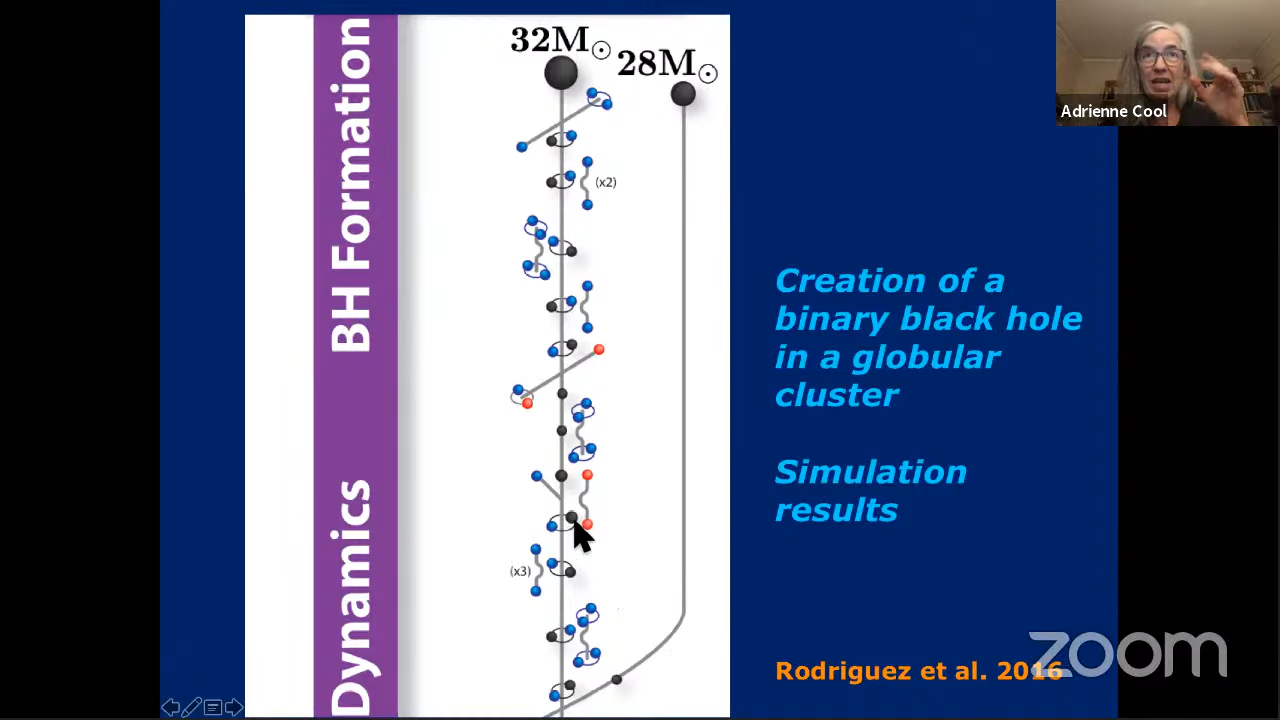 BH Formation
Dynamics
32M☉
28M☉
(x2)
(x3)
Creation of a
binary black hole
in a globular
cluster
Simulation
results
Rodriguez et al. 2016
Adrienne Cool
zoom